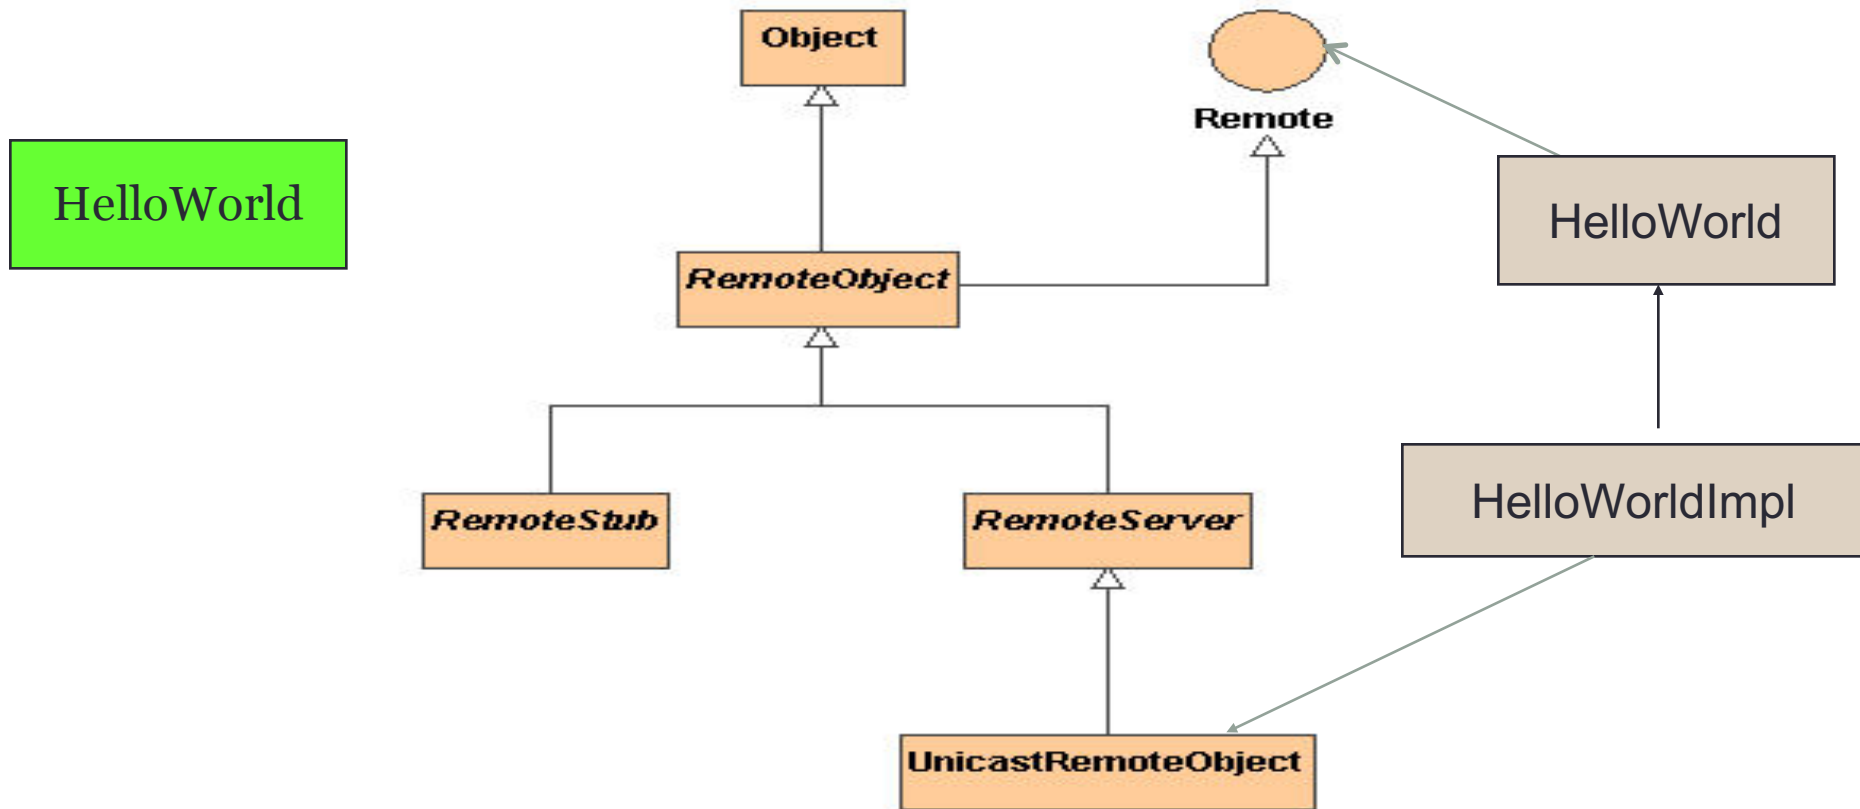 Object
Remote
HelloWorld
HelloWorld
RemoteObject
RemoteStub
RemoteServer
HelloWorldImpl
UnicastRemoteObject